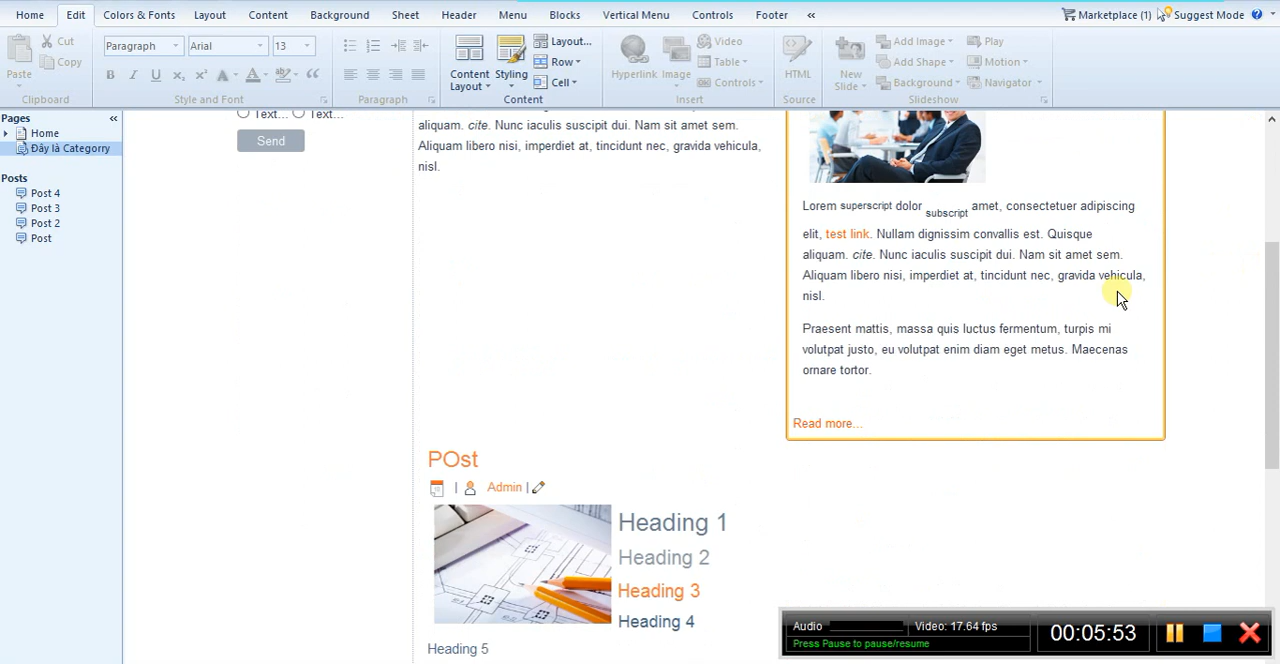 Home Edit Colors & Fonts Layout Content Background Sheet Header Menu Blocks Vertical Menu Controls Footer « Marketplace (1) Suggest Mode
Paste Cut Copy
Clipboard
Paragraph Arial 13
B I U
Style and Font
Paragraph
Content Layout Styling Layout... Row Cell
Content
Hyperlink Image Video Table Controls
Insert
HTML
Source
New Slide Add Image Add Shape Background Play Motion Navigator
Slideshow
Pages «
Home
Đây là Categorry
Posts
Post 4
Post 3
Post 2
Post
Text... Text...
Send
aliquam. cite. Nunc iaculis suscipit dui. Nam sit amet sem.
Aliquam libero nisi, imperdiet at, tincidunt nec, gravida vehicula,
nisl.
Lorem superscript dolor subscript amet, consectetuer adipiscing
elit, test link. Nullam dignissim convallis est. Quisque
aliquam. cite. Nunc iaculis suscipit dui. Nam sit amet sem.
Aliquam libero nisi, imperdiet at, tincidunt nec, gravida vehicula,
nisl.
Praesent mattis, massa quis luctus fermentum, turpis mi
volutpat justo, eu volutpat enim diam eget metus. Maecenas
ornare tortor.
Read more...
POst
| Admin |
Heading 1
Heading 2
Heading 3
Heading 4
Heading 5
Audio Video: 17.64 fps
Press Pause to pause/resume
00:05:53